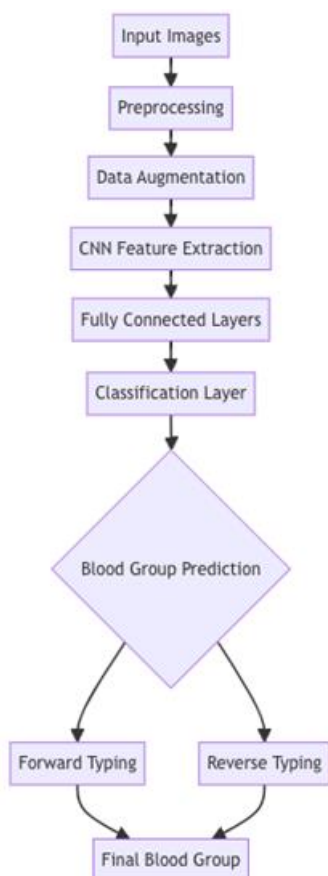 Input Images
Preprocessing
Data Augmentation
CNN Feature Extraction
Fully Connected Layers
Classification Layer
Blood Group Prediction
Forward Typing
Reverse Typing
Final Blood Group